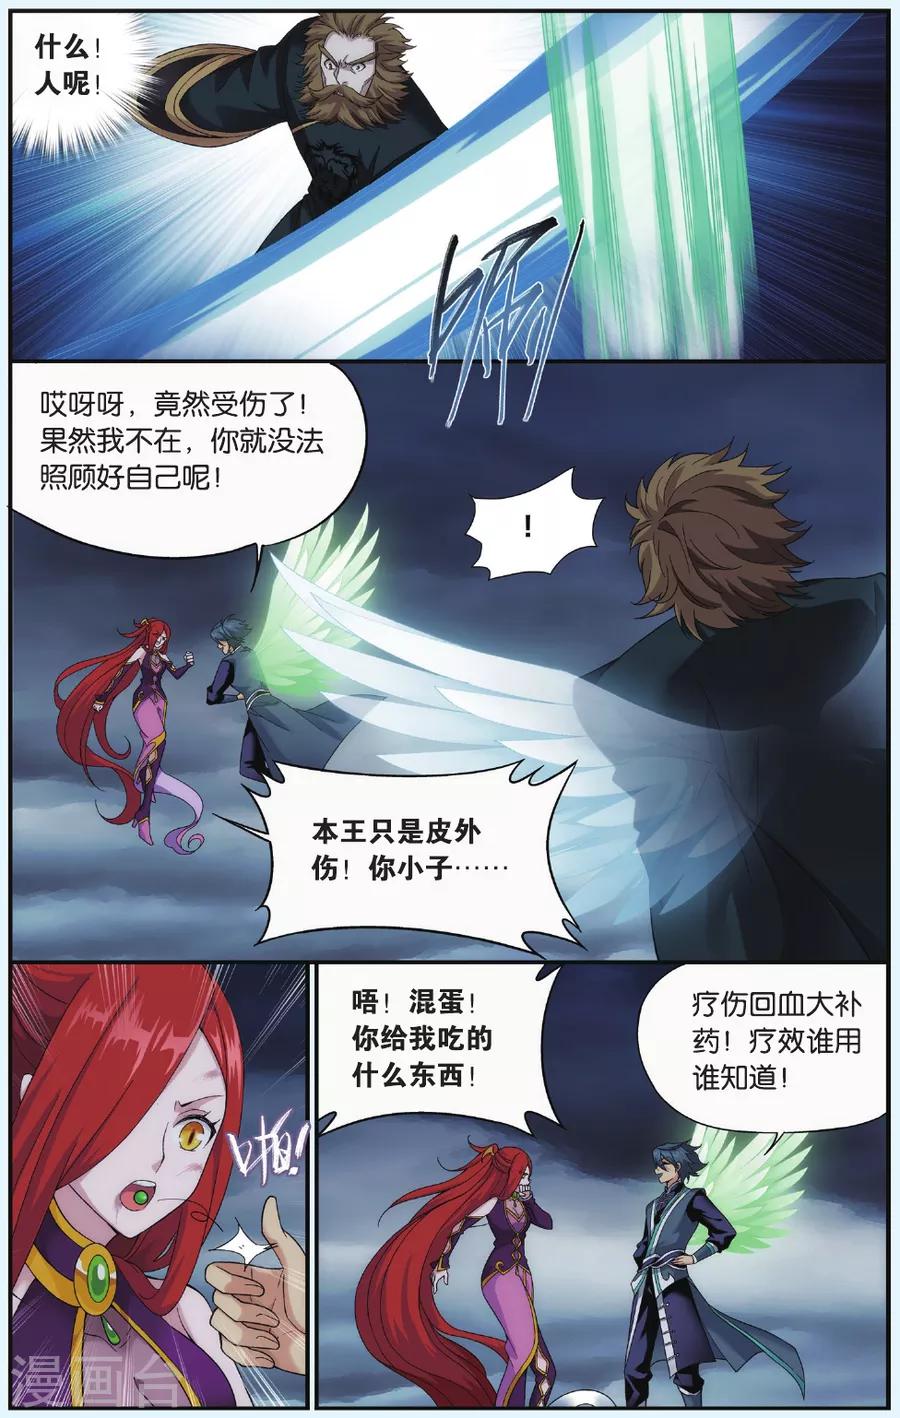 什么！
人呢！
唰
哎呀呀，竟然受伤了！
果然我不在，你就没法
照顾好自己呢！
！
本王只是皮外
伤！你小子……
啪！
唔！混蛋！
你给我吃的
什么东西！
疗伤回血大补
药！疗效谁用
谁知道！
漫画台